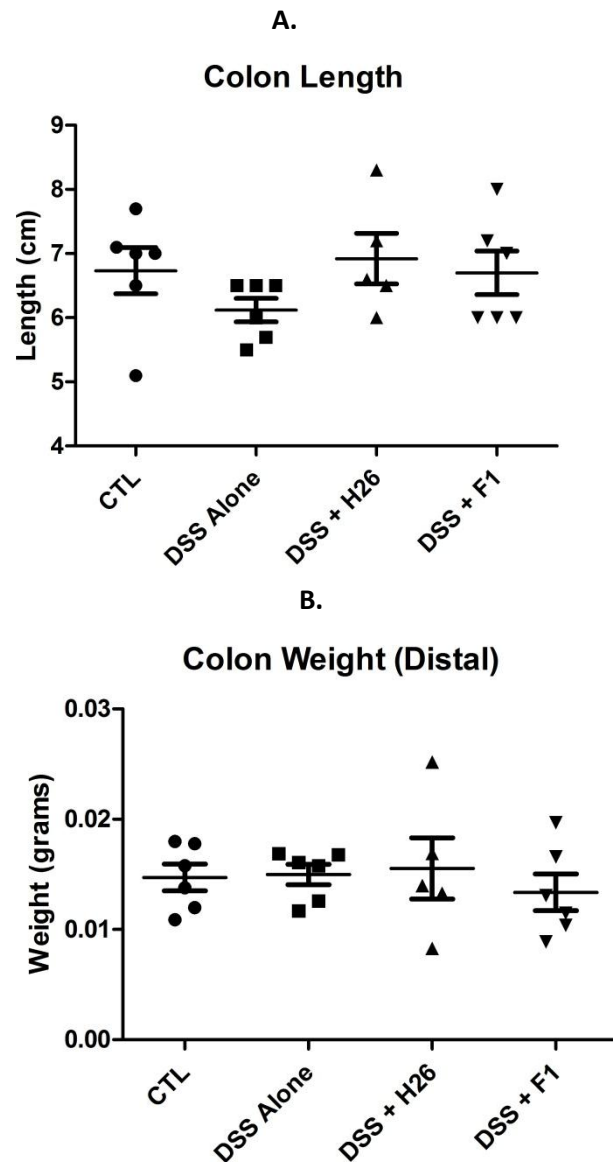 A.
Colon Length
9
8
7
6
5
4
Length (cm)
CTL
DSS Alone
DSS + H26
DSS + F1
B.
Colon Weight (Distal)
0.03
0.02
0.01
0.00
Weight (grams)
CTL
DSS Alone
DSS + H26
DSS + F1